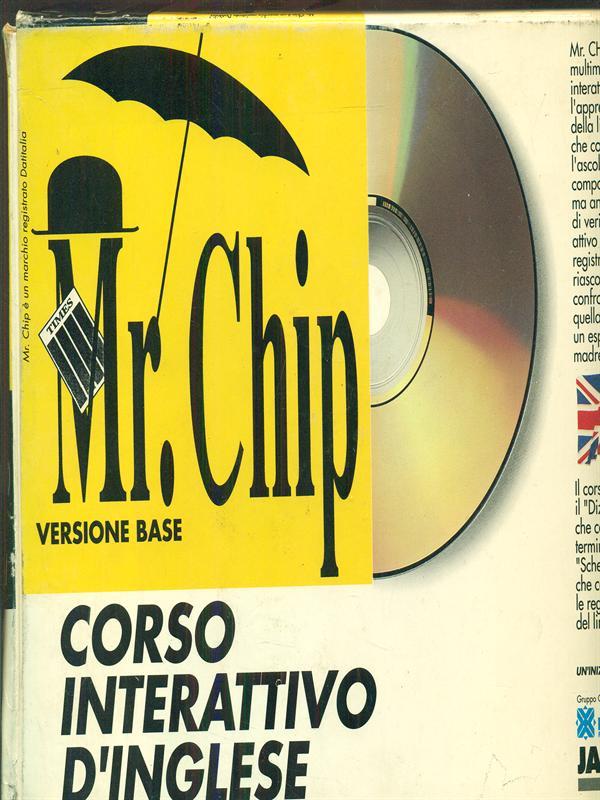 Mr. Chip è un marchio registrato Datitalia
TIMES
Mr. Chip
VERSIONE BASE
CORSO
INTERATTIVO
D'INGLESE
Mr. CH
multim
interat
l'appre
della l
che co
l'ascol
compo
ma an
di veri
attivo
registr
riasco
confro
quella
un esp
madre
Il cors
il "Diz
che co
termin
"Sche
che co
le reg
del lin
UN'INIZ
Gruppo C
JA